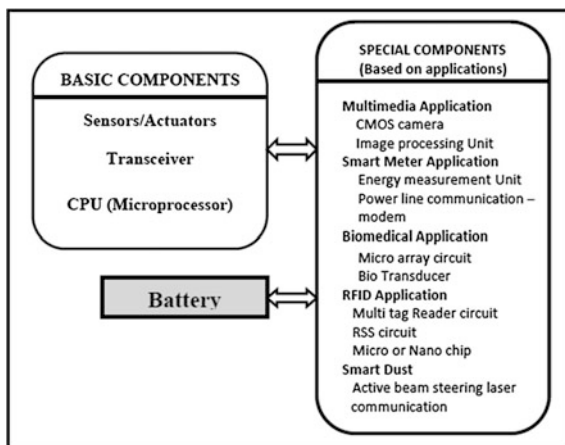 BASIC COMPONENTS
Sensors/Actuators
Transceiver
CPU (Microprocessor)
Battery
SPECIAL COMPONENTS
(Based on applications)
Multimedia Application
CMOS camera
Image processing Unit
Smart Meter Application
Energy measurement Unit
Power line communication –
modem
Biomedical Application
Micro array circuit
Bio Transducer
RFID Application
Multi tag Reader circuit
RSS circuit
Micro or Nano chip
Smart Dust
Active beam steering laser
communication